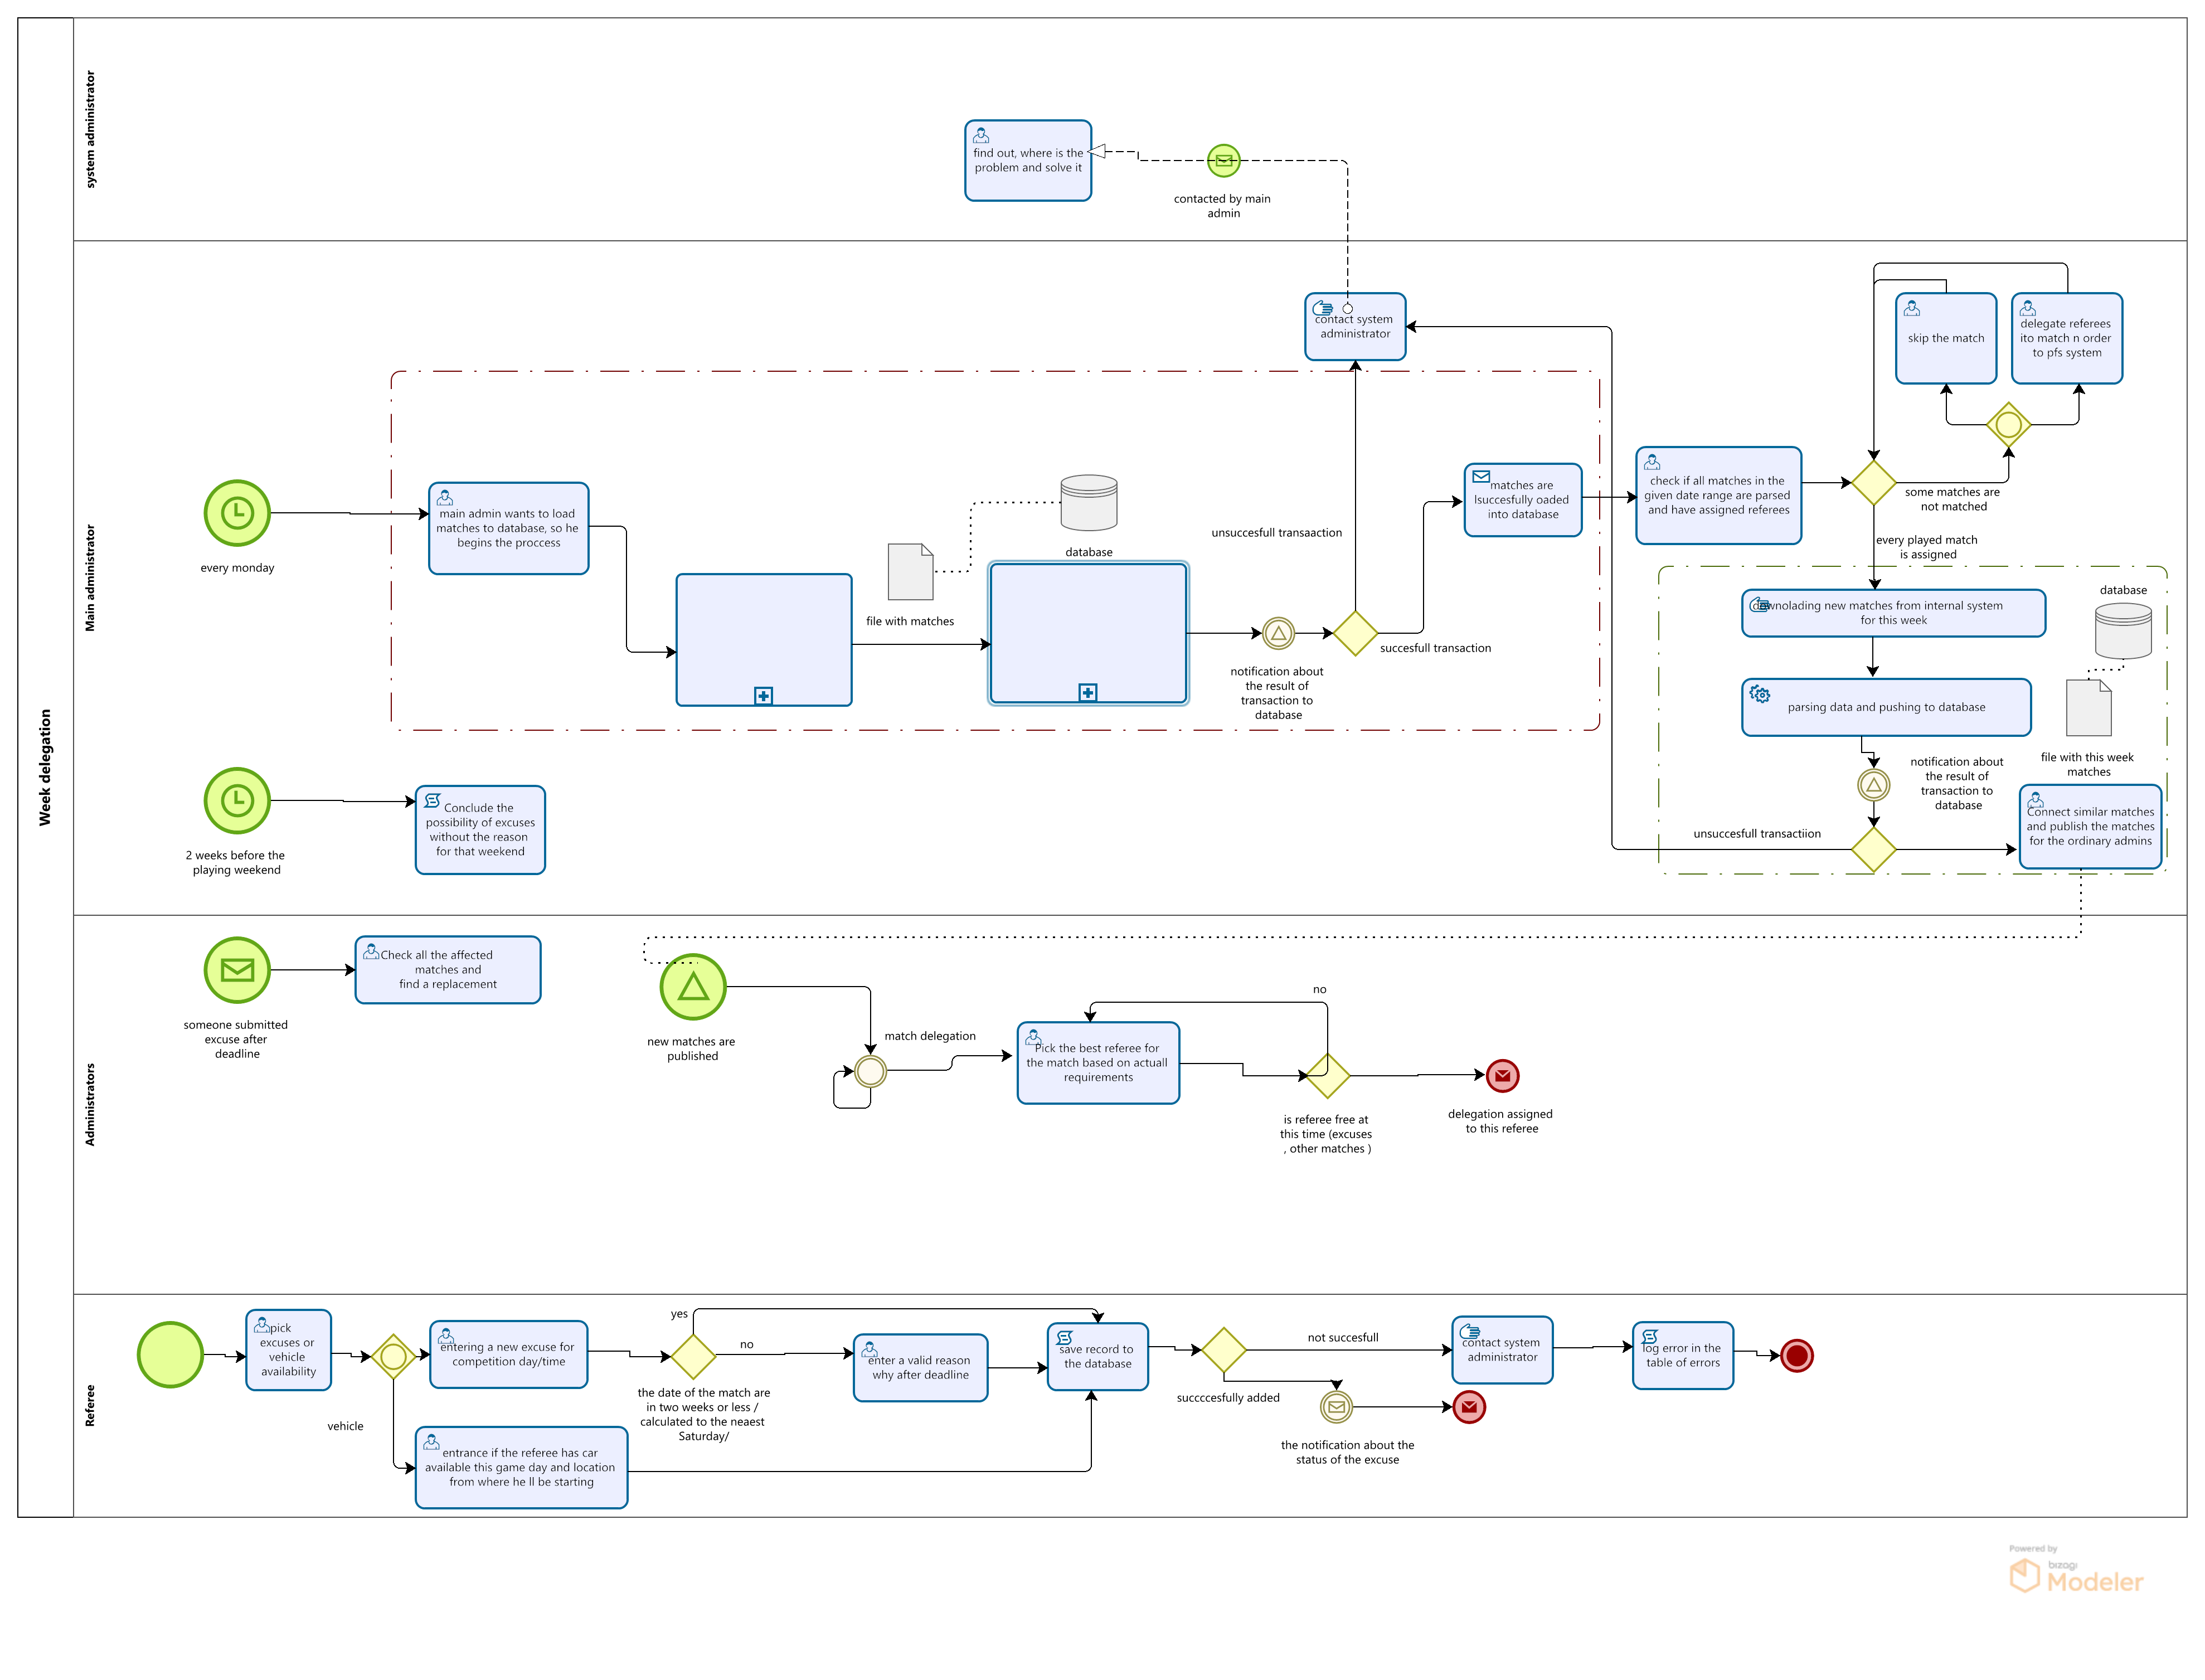 Week delegation
system administrator
find out, where is the
problem and solve it
contacted by main
admin
Main administrator
contact system
administrator
skip the match
delegate referees
ito match n order
to pfs system
every monday
main admin wants to load
matches to database, so he
begins the proccess
file with matches
database
notification about
the result of
transaction to
database
unsuccesfull transaaction
succesfull transaction
matches are
lsuccesfully oaded
into database
check if all matches in the
given date range are parsed
and have assigned referees
some matches are
not matched
every played match
is assigned
downolading new matches from internal system
for this week
database
parsing data and pushing to database
file with this week
matches
notification about
the result of
transaction to
database
unsuccesfull transactiion
Connect similar matches
and publish the matches
for the ordinary admins
2 weeks before the
playing weekend
Conclude the
possibility of excuses
without the reason
for that weekend
Administrators
someone submitted
excuse after
deadline
Check all the affected
matches and
find a replacement
new matches are
published
match delegation
Pick the best referee for
the match based on actuall
requirements
no
is referee free at
this time (excuses
, other matches )
delegation assigned
to this referee
Referee
pick
excuses or
vehicle
availability
vehicle
entering a new excuse for
competition day/time
entrance if the referee has car
available this game day and location
from where he ll be starting
yes
no
the date of the match are
in two weeks or less /
calculated to the neaest
Saturday/
enter a valid reason
why after deadline
save record to
the database
not succesfull
succccesfully added
the notification about the
status of the excuse
contact system
administrator
log error in the
table of errors
Powered by
bizagi
Modeler